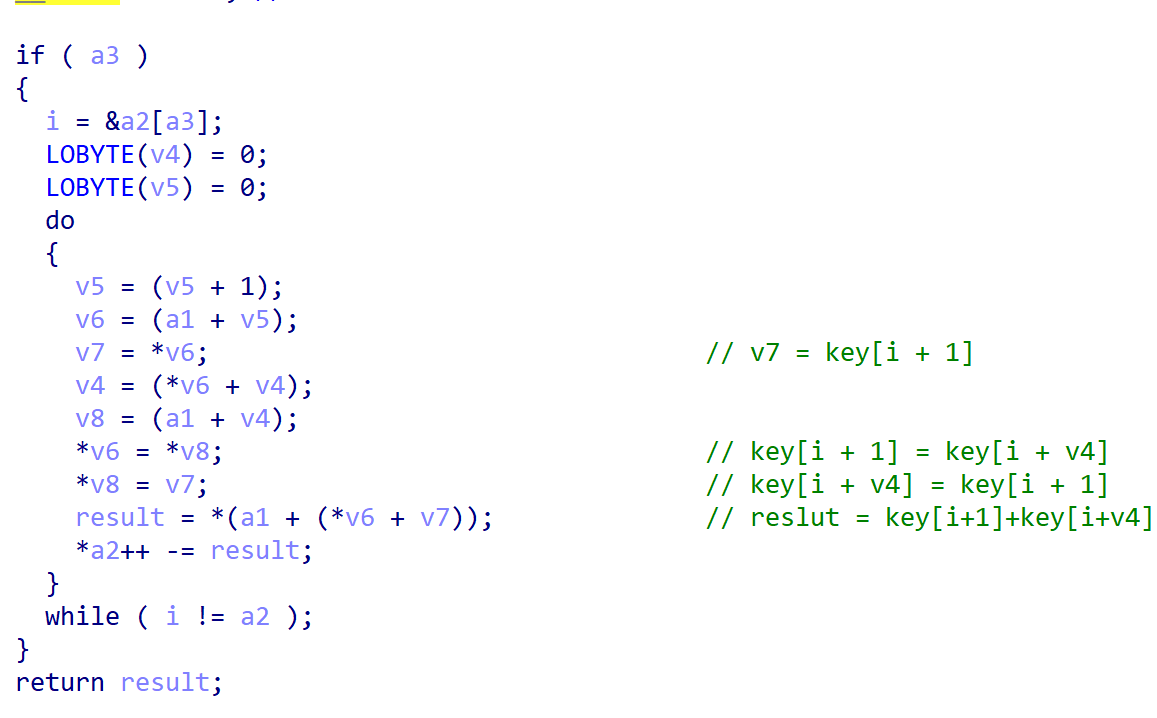 if ( a3 )
{
i = &a2[a3];
LOBYTE(v4) = 0;
LOBYTE(v5) = 0;
do
{
v5 = (v5 + 1);
v6 = (a1 + v5);
v7 = *v6; // v7 = key[i + 1]
v4 = (*v6 + v4);
v8 = (a1 + v4);
*v6 = *v8; // key[i + 1] = key[i + v4]
*v8 = v7; // key[i + v4] = key[i + 1]
result = *(a1 + (*v6 + v7)); // reslut = key[i+1]+key[i+v4]
*a2++ -= result;
}
while ( i != a2 );
}
return result;